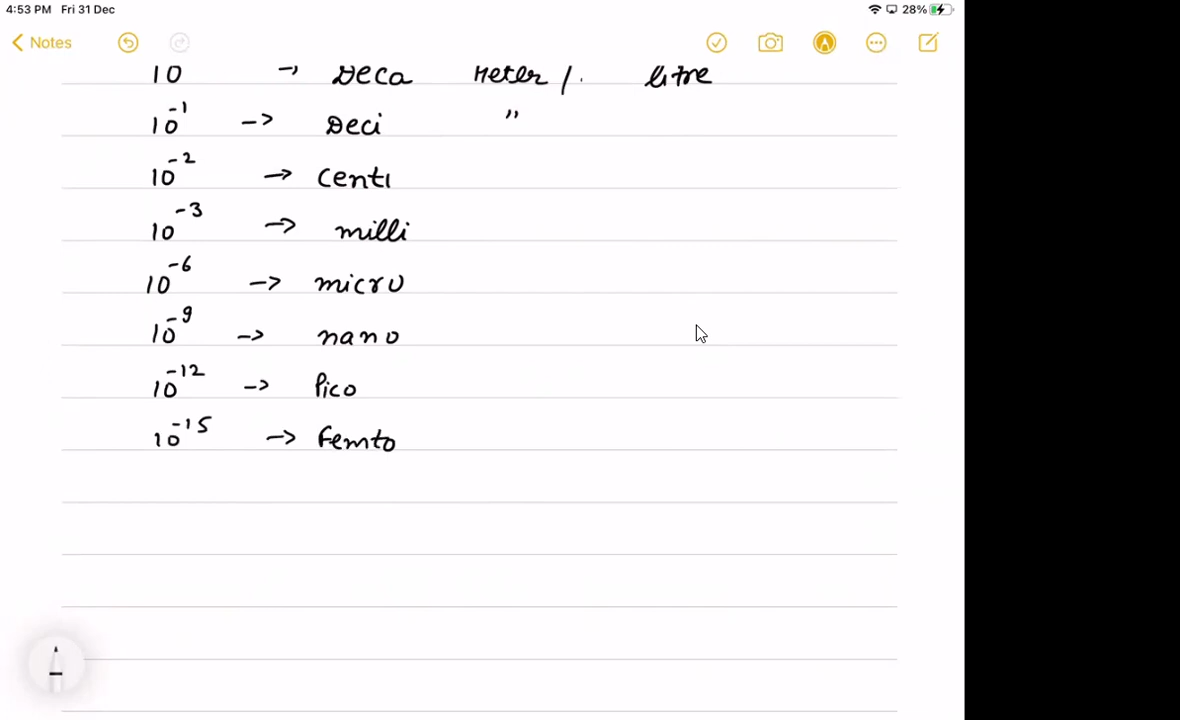 4:53 PM Fri 31 Dec 28%
Notes
10 → Deca Meter / litre
10⁻¹ → Deci "
10⁻² → centi
10⁻³ → milli
10⁻⁶ → micro
10⁻⁹ → nano
10⁻¹² → Pico
10⁻¹⁵ → Femto